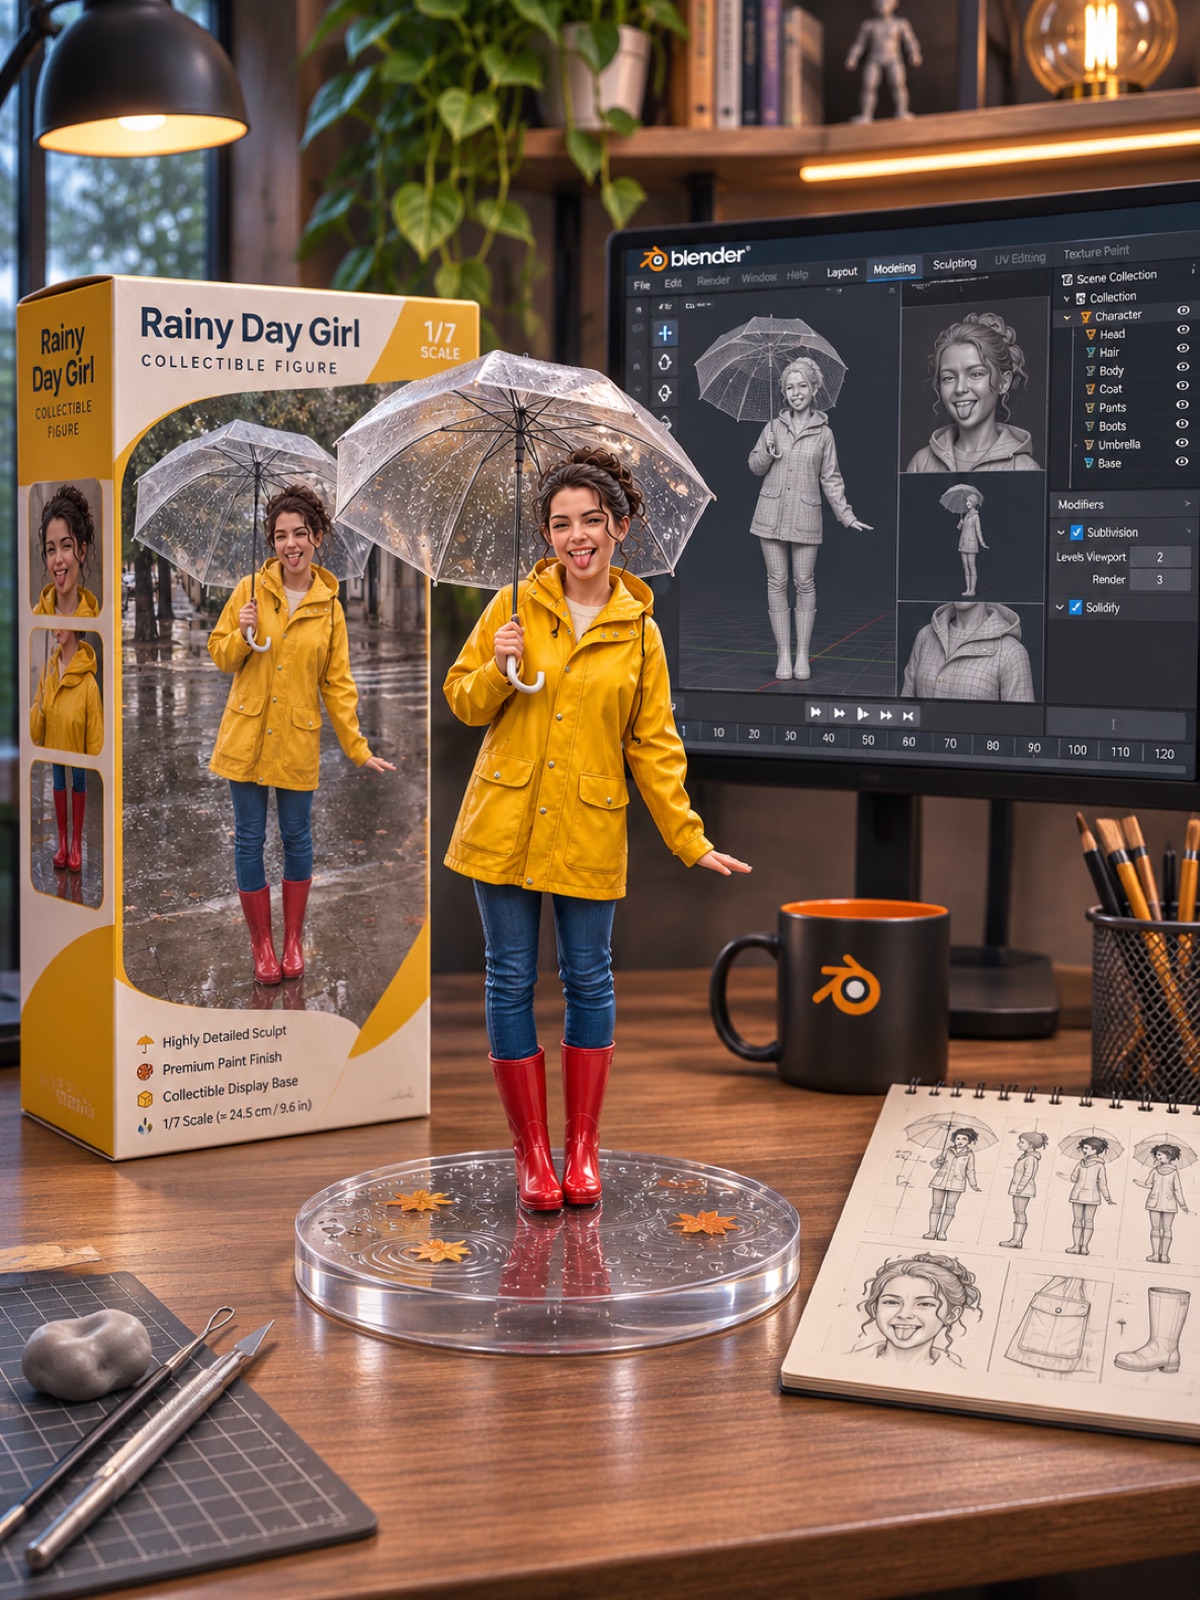 Rainy
Day Girl
COLLECTIBLE
FIGURE
Rainy Day Girl
COLLECTIBLE FIGURE
1/7
SCALE
Highly Detailed Sculpt
Premium Paint Finish
Collectible Display Base
1/7 Scale (= 24.5 cm / 9.6 in)
blender
File Edit Render Window Help Layout Modeling Sculpting UV Editing Texture Paint
Scene Collection
Collection
Character
Head
Hair
Body
Coat
Pants
Boots
Umbrella
Base
Modifiers
Subdivision
Levels Viewport 2
Render 3
Solidify
1 10 20 30 40 50 60 70 80 90 100 110 120